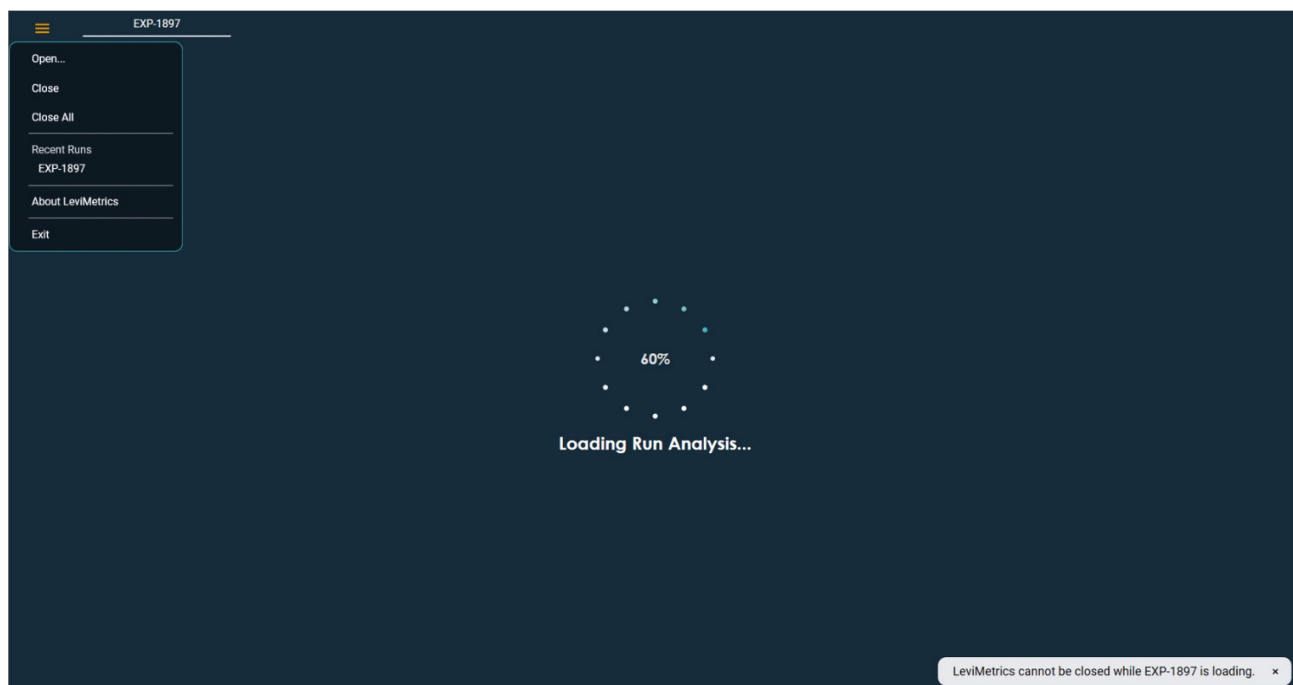 EXP-1897
Open...
Close
Close All
Recent Runs
EXP-1897
About LeviMetrics
Exit
60%
Loading Run Analysis...
LeviMetrics cannot be closed while EXP-1897 is loading. ×